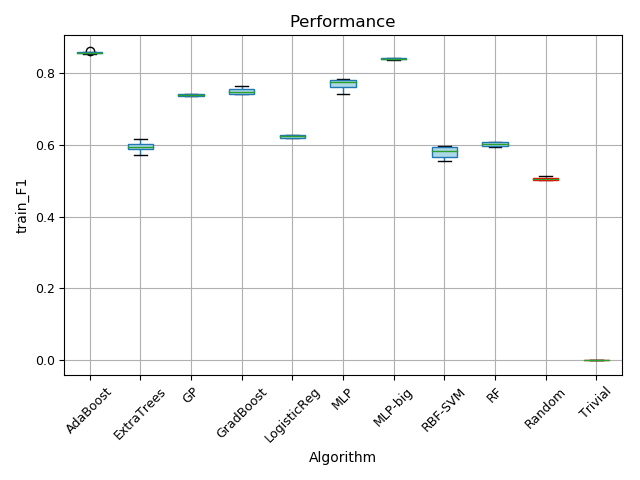 Performance
train_F1
0.8
0.6
0.4
0.2
0.0
AdaBoost
ExtraTrees
GP
GradBoost
LogisticReg
MLP
MLP-big
RBF-SVM
RF
Random
Trivial
Algorithm